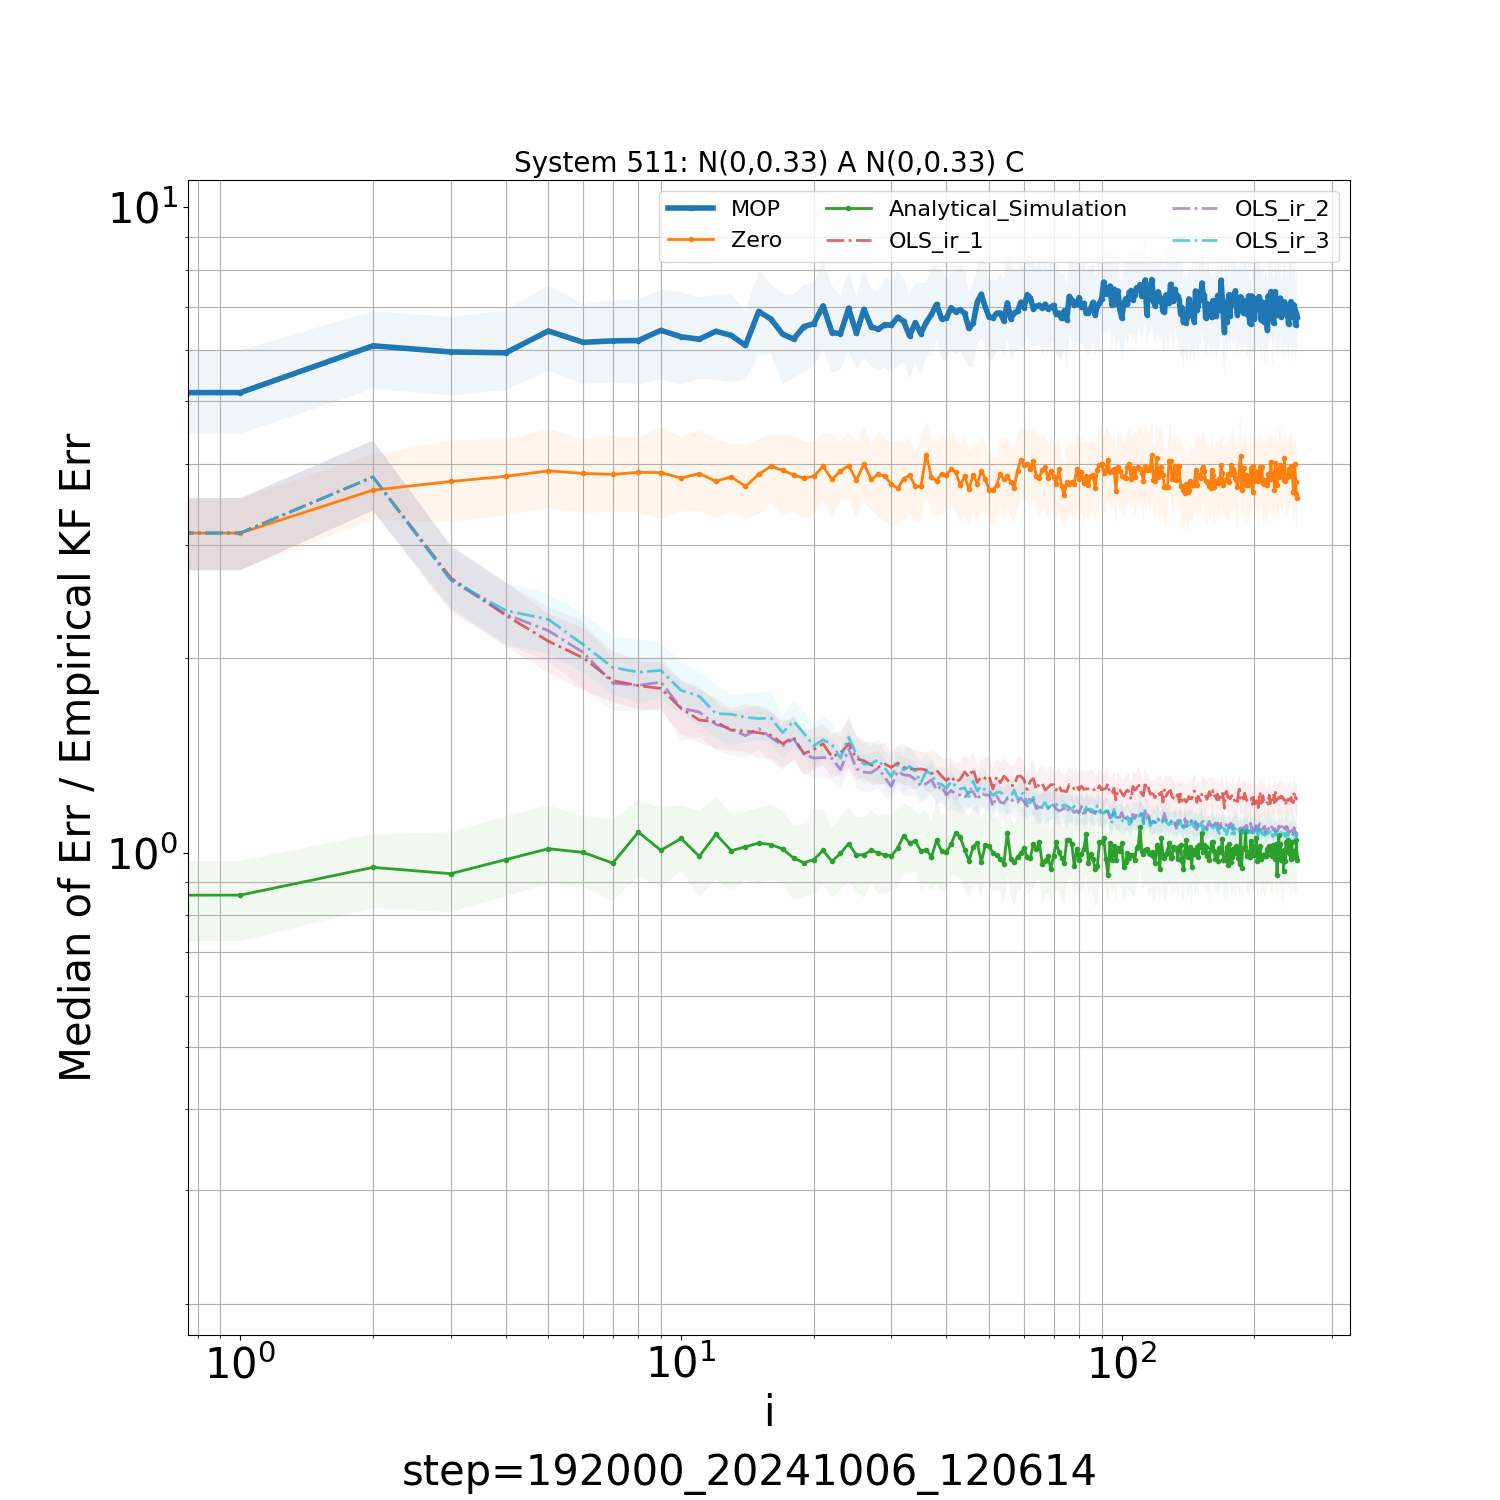 System 511: N(0,0.33) A N(0,0.33) C
MOP
Zero
Analytical_Simulation
OLS_ir_1
OLS_ir_2
OLS_ir_3
Median of Err / Empirical KF Err
10¹
10⁰
10⁰ 10¹ 10²
i
step=192000_20241006_120614